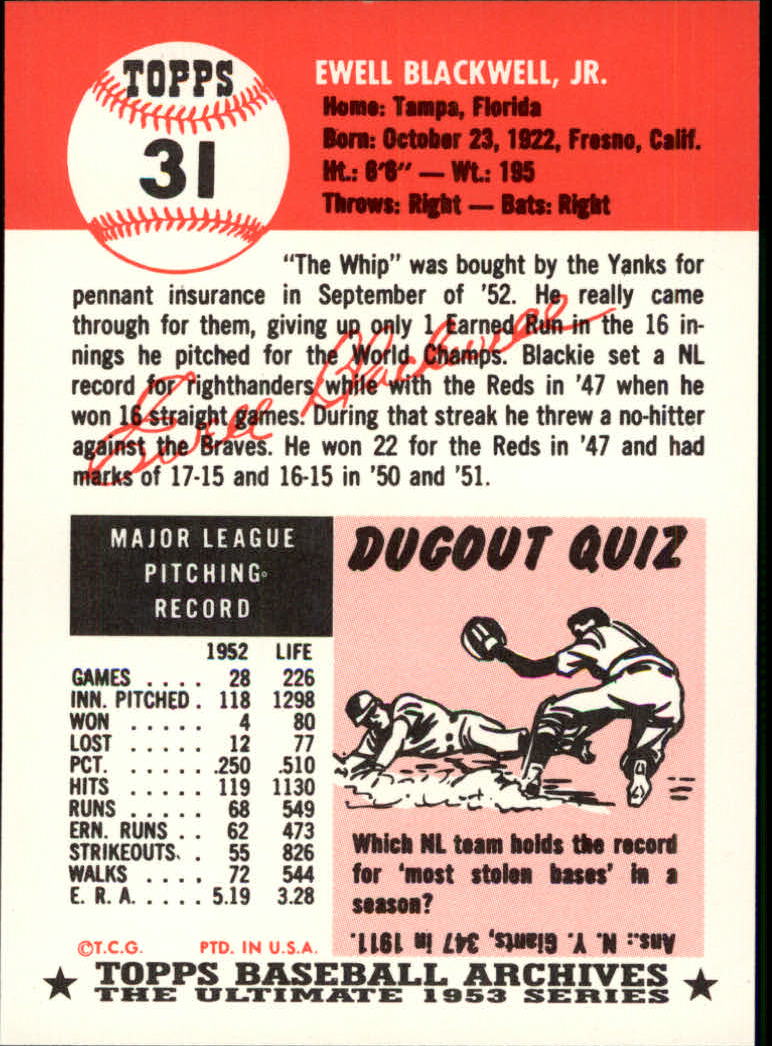 TOPPS
31
EWELL BLACKWELL, JR.
Home: Tampa, Florida
Born: October 23, 1922, Fresno, Calif.
Ht.: 6'6" — Wt.: 195
Throws: Right — Bats: Right
"The Whip" was bought by the Yanks for
pennant insurance in September of '52. He really came
through for them, giving up only 1 Earned Run in the 16 in-
nings he pitched for the World Champs. Blackie set a NL
record for righthanders while with the Reds in '47 when he
won 16 straight games. During that streak he threw a no-hitter
against the Braves. He won 22 for the Reds in '47 and had
marks of 17-15 and 16-15 in '50 and '51.
Ewell Blackwell
MAJOR LEAGUE
PITCHING
RECORD
1952 LIFE
GAMES . . . . 28 226
INN. PITCHED . 118 1298
WON . . . . . 4 80
LOST . . . . . 12 77
PCT. . . . . . .250 .510
HITS . . . . . 119 1130
RUNS . . . . . 68 549
ERN. RUNS . . 62 473
STRIKEOUTS. . 55 826
WALKS . . . . 72 544
E. R. A. . . . . 5.19 3.28
DUGOUT QUIZ
Which NL team holds the record
for 'most stolen bases' in a
season?
Ans.: N. Y. Giants, 347 in 1911.
©T.C.G. PTD. IN U.S.A.
TOPPS BASEBALL ARCHIVES
THE ULTIMATE 1953 SERIES